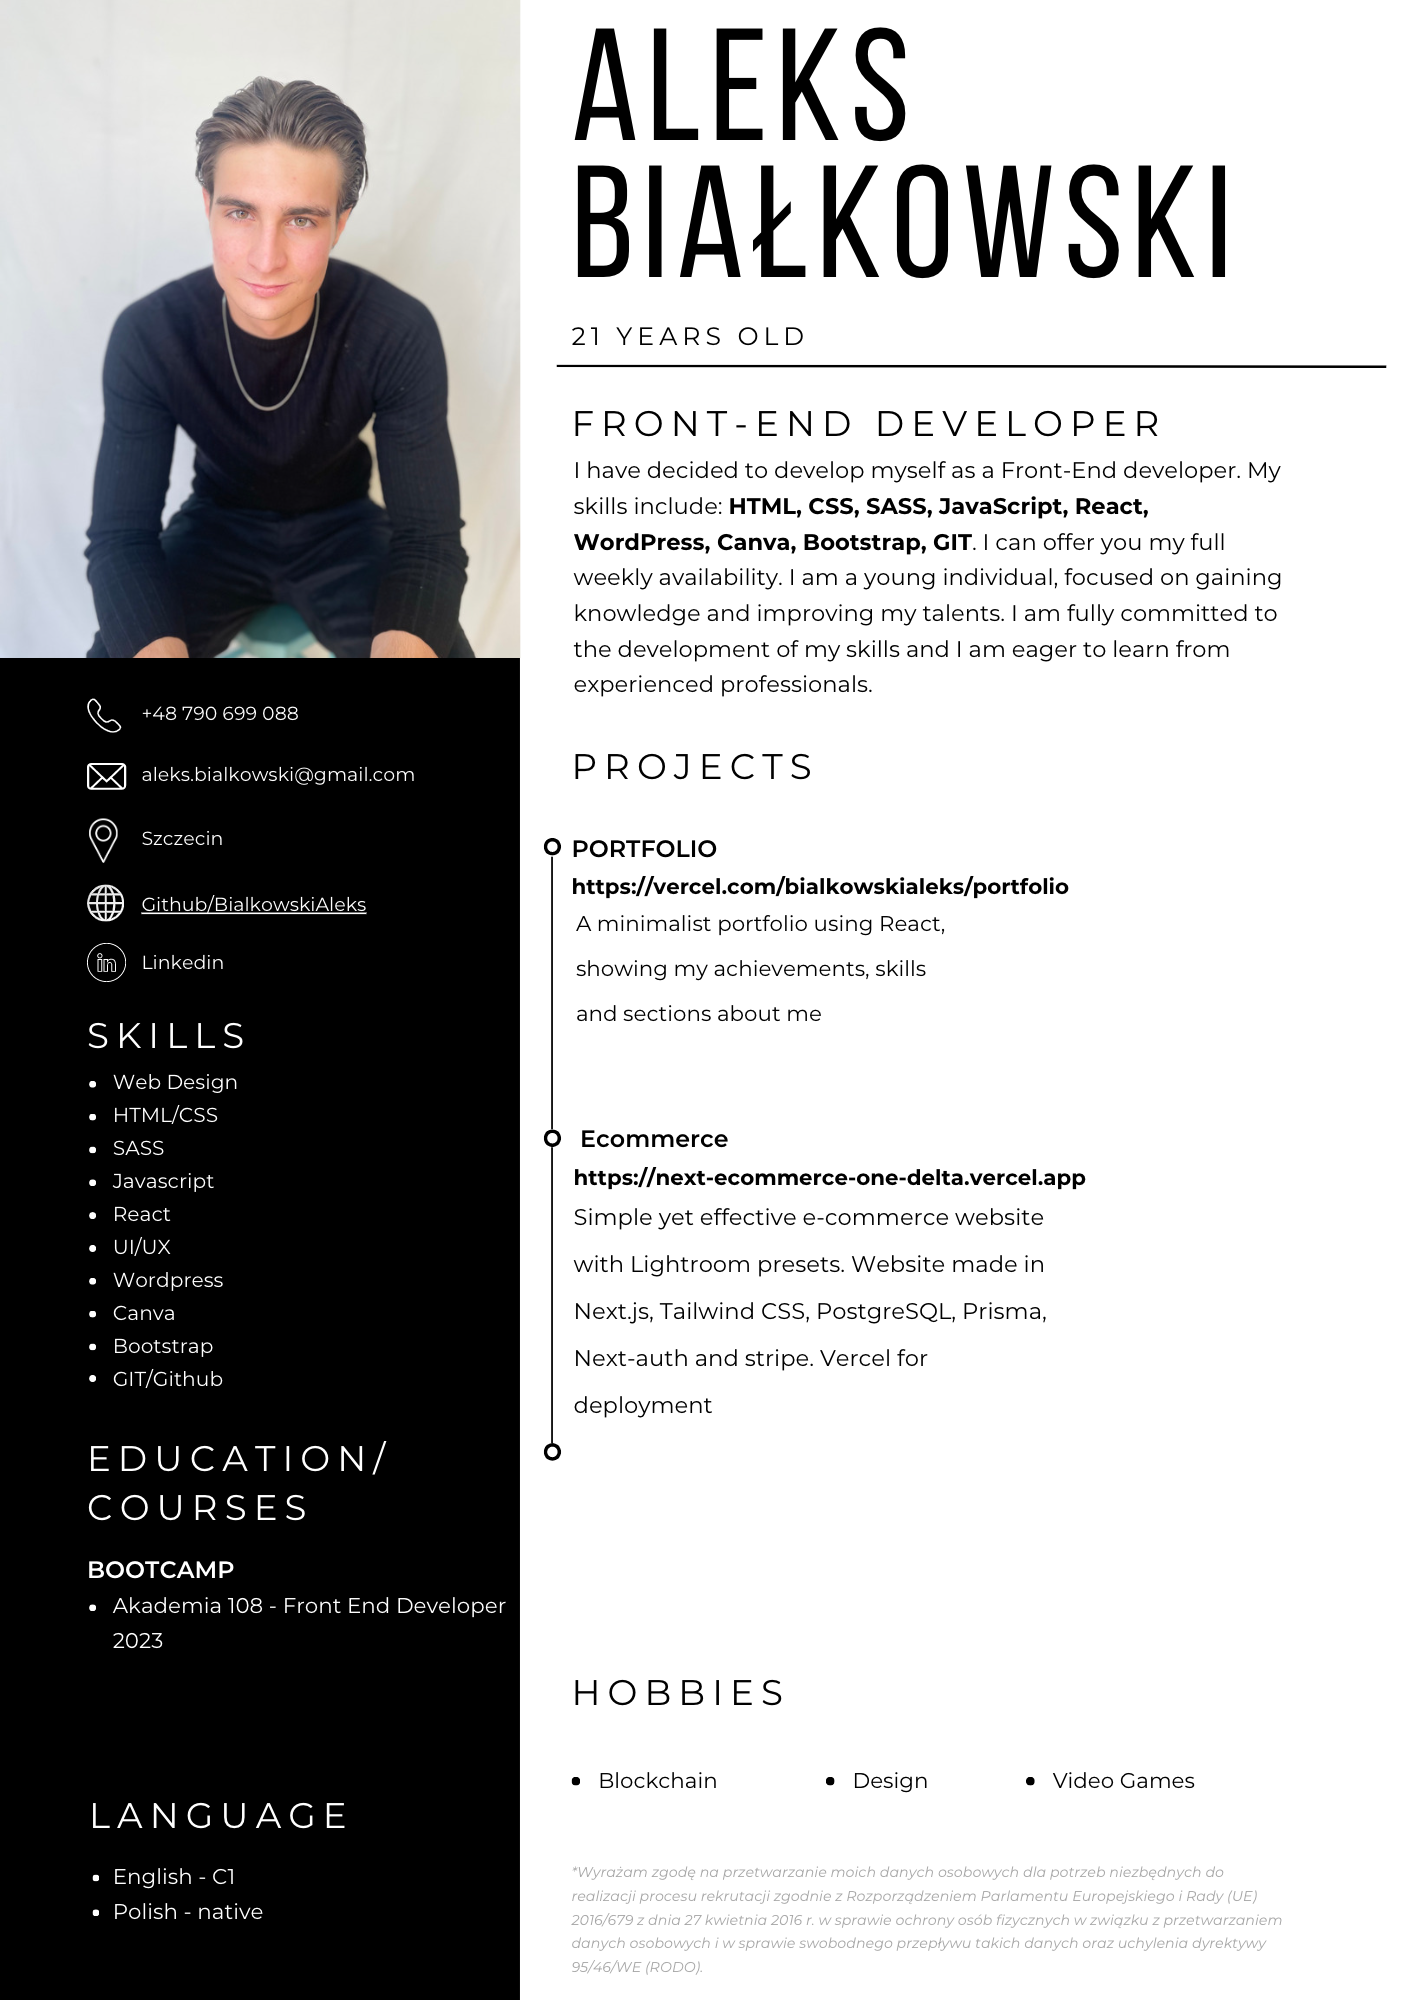 ALEKS
BIAŁKOWSKI
21 YEARS OLD
FRONT-END DEVELOPER
I have decided to develop myself as a Front-End developer. My
skills include: HTML, CSS, SASS, JavaScript, React,
WordPress, Canva, Bootstrap, GIT. I can offer you my full
weekly availability. I am a young individual, focused on gaining
knowledge and improving my talents. I am fully committed to
the development of my skills and I am eager to learn from
experienced professionals.
PROJECTS
PORTFOLIO
https://vercel.com/bialkowskialeks/portfolio
A minimalist portfolio using React,
showing my achievements, skills
and sections about me
Ecommerce
https://next-ecommerce-one-delta.vercel.app
Simple yet effective e-commerce website
with Lightroom presets. Website made in
Next.js, Tailwind CSS, PostgreSQL, Prisma,
Next-auth and stripe. Vercel for
deployment
HOBBIES
• Blockchain • Design • Video Games
*Wyrażam zgodę na przetwarzanie moich danych osobowych dla potrzeb niezbędnych do
realizacji procesu rekrutacji zgodnie z Rozporządzeniem Parlamentu Europejskiego i Rady (UE)
2016/679 z dnia 27 kwietnia 2016 r. w sprawie ochrony osób fizycznych w związku z przetwarzaniem
danych osobowych i w sprawie swobodnego przepływu takich danych oraz uchylenia dyrektywy
95/46/WE (RODO).
+48 790 699 088
aleks.bialkowski@gmail.com
Szczecin
Github/BialkowskiAleks
in Linkedin
SKILLS
• Web Design
• HTML/CSS
• SASS
• Javascript
• React
• UI/UX
• Wordpress
• Canva
• Bootstrap
• GIT/Github
EDUCATION/
COURSES
BOOTCAMP
• Akademia 108 - Front End Developer
2023
LANGUAGE
• English - C1
• Polish - native